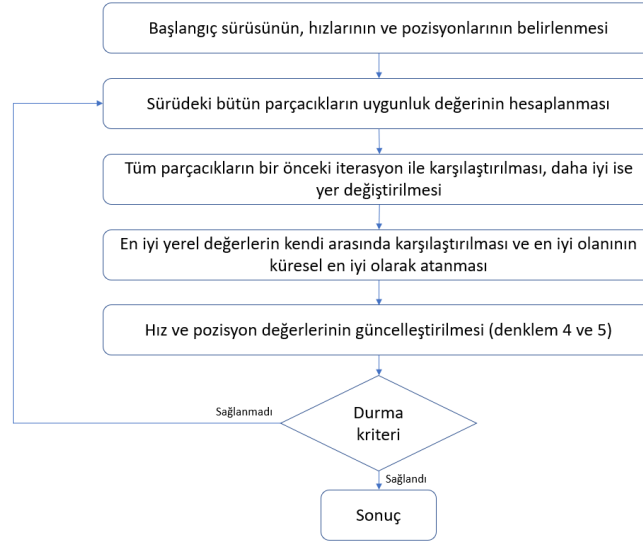 Başlangıç sürüsünün, hızlarının ve pozisyonlarının belirlenmesi
Sürüdeki bütün parçacıkların uygunluk değerinin hesaplanması
Tüm parçacıkların bir önceki iterasyon ile karşılaştırılması, daha iyi ise
yer değiştirilmesi
En iyi yerel değerlerin kendi arasında karşılaştırılması ve en iyi olanının
küresel en iyi olarak atanması
Hız ve pozisyon değerlerinin güncelleştirilmesi (denklem 4 ve 5)
Sağlanmadı
Durma
kriteri
Sağlandı
Sonuç